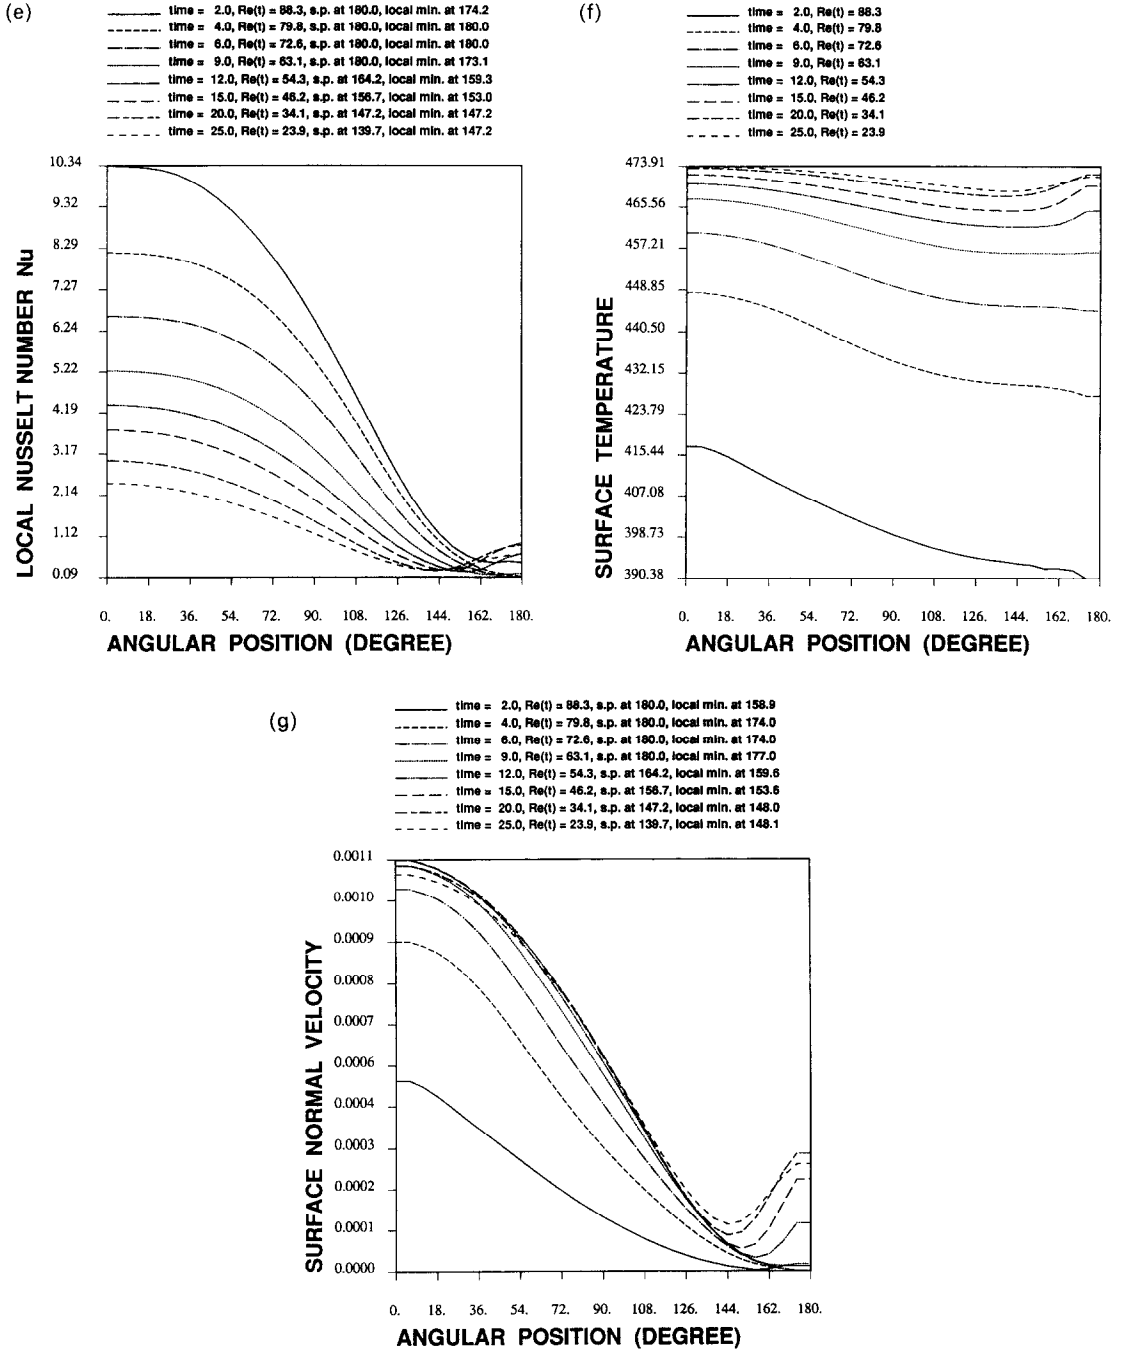 (e)
time = 2.0, Re(t) = 88.3, s.p. at 180.0, local min. at 174.2
time = 4.0, Re(t) = 79.8, s.p. at 180.0, local min. at 180.0
time = 6.0, Re(t) = 72.6, s.p. at 180.0, local min. at 180.0
time = 9.0, Re(t) = 63.1, s.p. at 180.0, local min. at 173.1
time = 12.0, Re(t) = 54.3, s.p. at 164.2, local min. at 159.3
time = 15.0, Re(t) = 46.2, s.p. at 156.7, local min. at 153.0
time = 20.0, Re(t) = 34.1, s.p. at 147.2, local min. at 147.2
time = 25.0, Re(t) = 23.9, s.p. at 139.7, local min. at 147.2
LOCAL NUSSELT NUMBER Nu
10.34
9.32
8.29
7.27
6.24
5.22
4.19
3.17
2.14
1.12
0.09
0. 18. 36. 54. 72. 90. 108. 126. 144. 162. 180.
ANGULAR POSITION (DEGREE)
(f)
time = 2.0, Re(t) = 88.3
time = 4.0, Re(t) = 79.8
time = 6.0, Re(t) = 72.6
time = 9.0, Re(t) = 63.1
time = 12.0, Re(t) = 54.3
time = 15.0, Re(t) = 46.2
time = 20.0, Re(t) = 34.1
time = 25.0, Re(t) = 23.9
SURFACE TEMPERATURE
473.91
465.56
457.21
448.85
440.50
432.15
423.79
415.44
407.08
398.73
390.38
0. 18. 36. 54. 72. 90. 108. 126. 144. 162. 180.
ANGULAR POSITION (DEGREE)
(g)
time = 2.0, Re(t) = 88.3, s.p. at 180.0, local min. at 158.9
time = 4.0, Re(t) = 79.8, s.p. at 180.0, local min. at 174.0
time = 6.0, Re(t) = 72.6, s.p. at 180.0, local min. at 174.0
time = 9.0, Re(t) = 63.1, s.p. at 180.0, local min. at 177.0
time = 12.0, Re(t) = 54.3, s.p. at 164.2, local min. at 159.6
time = 15.0, Re(t) = 46.2, s.p. at 156.7, local min. at 153.6
time = 20.0, Re(t) = 34.1, s.p. at 147.2, local min. at 148.0
time = 25.0, Re(t) = 23.9, s.p. at 139.7, local min. at 148.1
SURFACE NORMAL VELOCITY
0.0011
0.0010
0.0009
0.0008
0.0007
0.0006
0.0004
0.0003
0.0002
0.0001
0.0000
0. 18. 36. 54. 72. 90. 108. 126. 144. 162. 180.
ANGULAR POSITION (DEGREE)